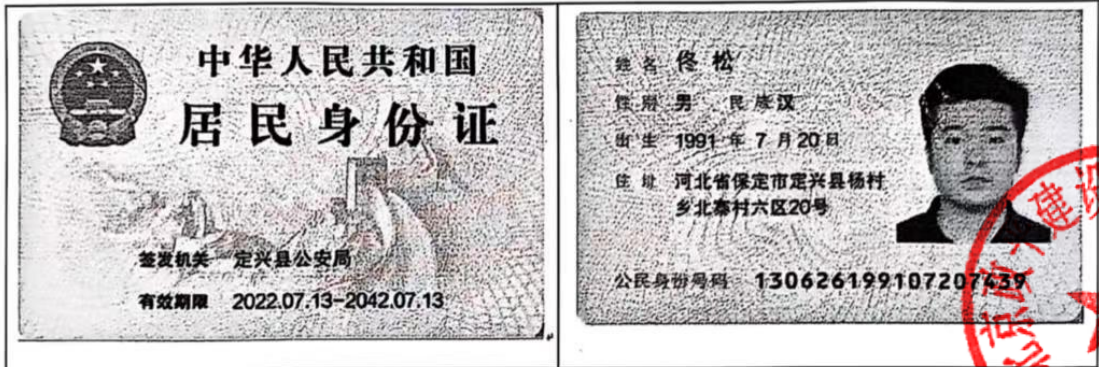 中华人民共和国
居民身份证
签发机关 定兴县公安局
有效期限 2022.07.13-2042.07.13
姓名 佟松
性别 男 民族 汉
出生 1991 年 7 月 20 日
住址 河北省保定市定兴县杨村
乡北寨村六区20号
公民身份号码 130626199107207439
建设